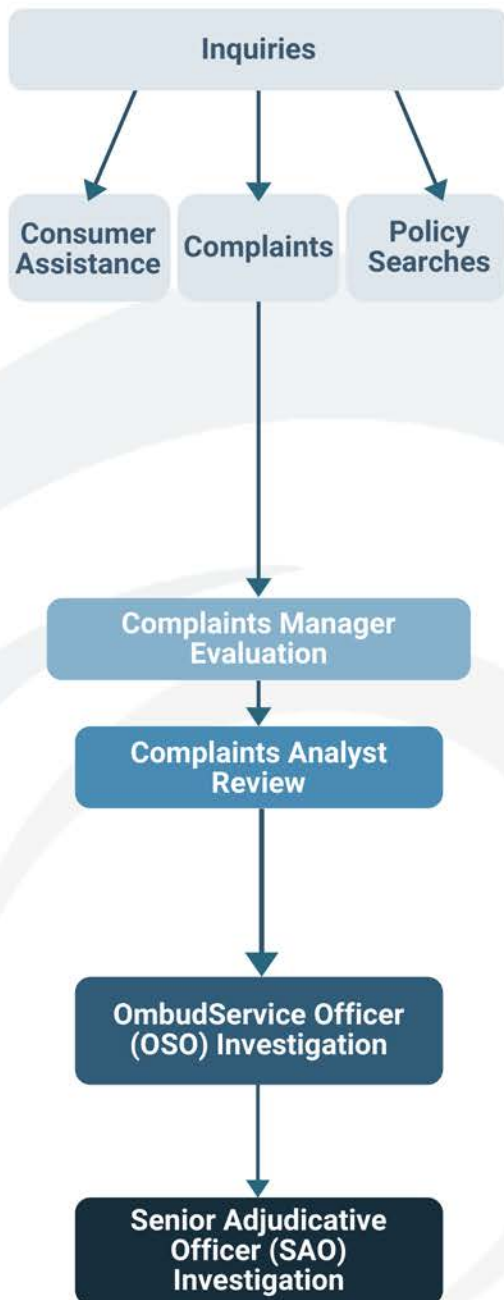 Inquiries
Consumer
Assistance
Complaints
Policy
Searches
Complaints Manager
Evaluation
Complaints Analyst
Review
OmbudService Officer
(OSO) Investigation
Senior Adjudicative
Officer (SAO)
Investigation